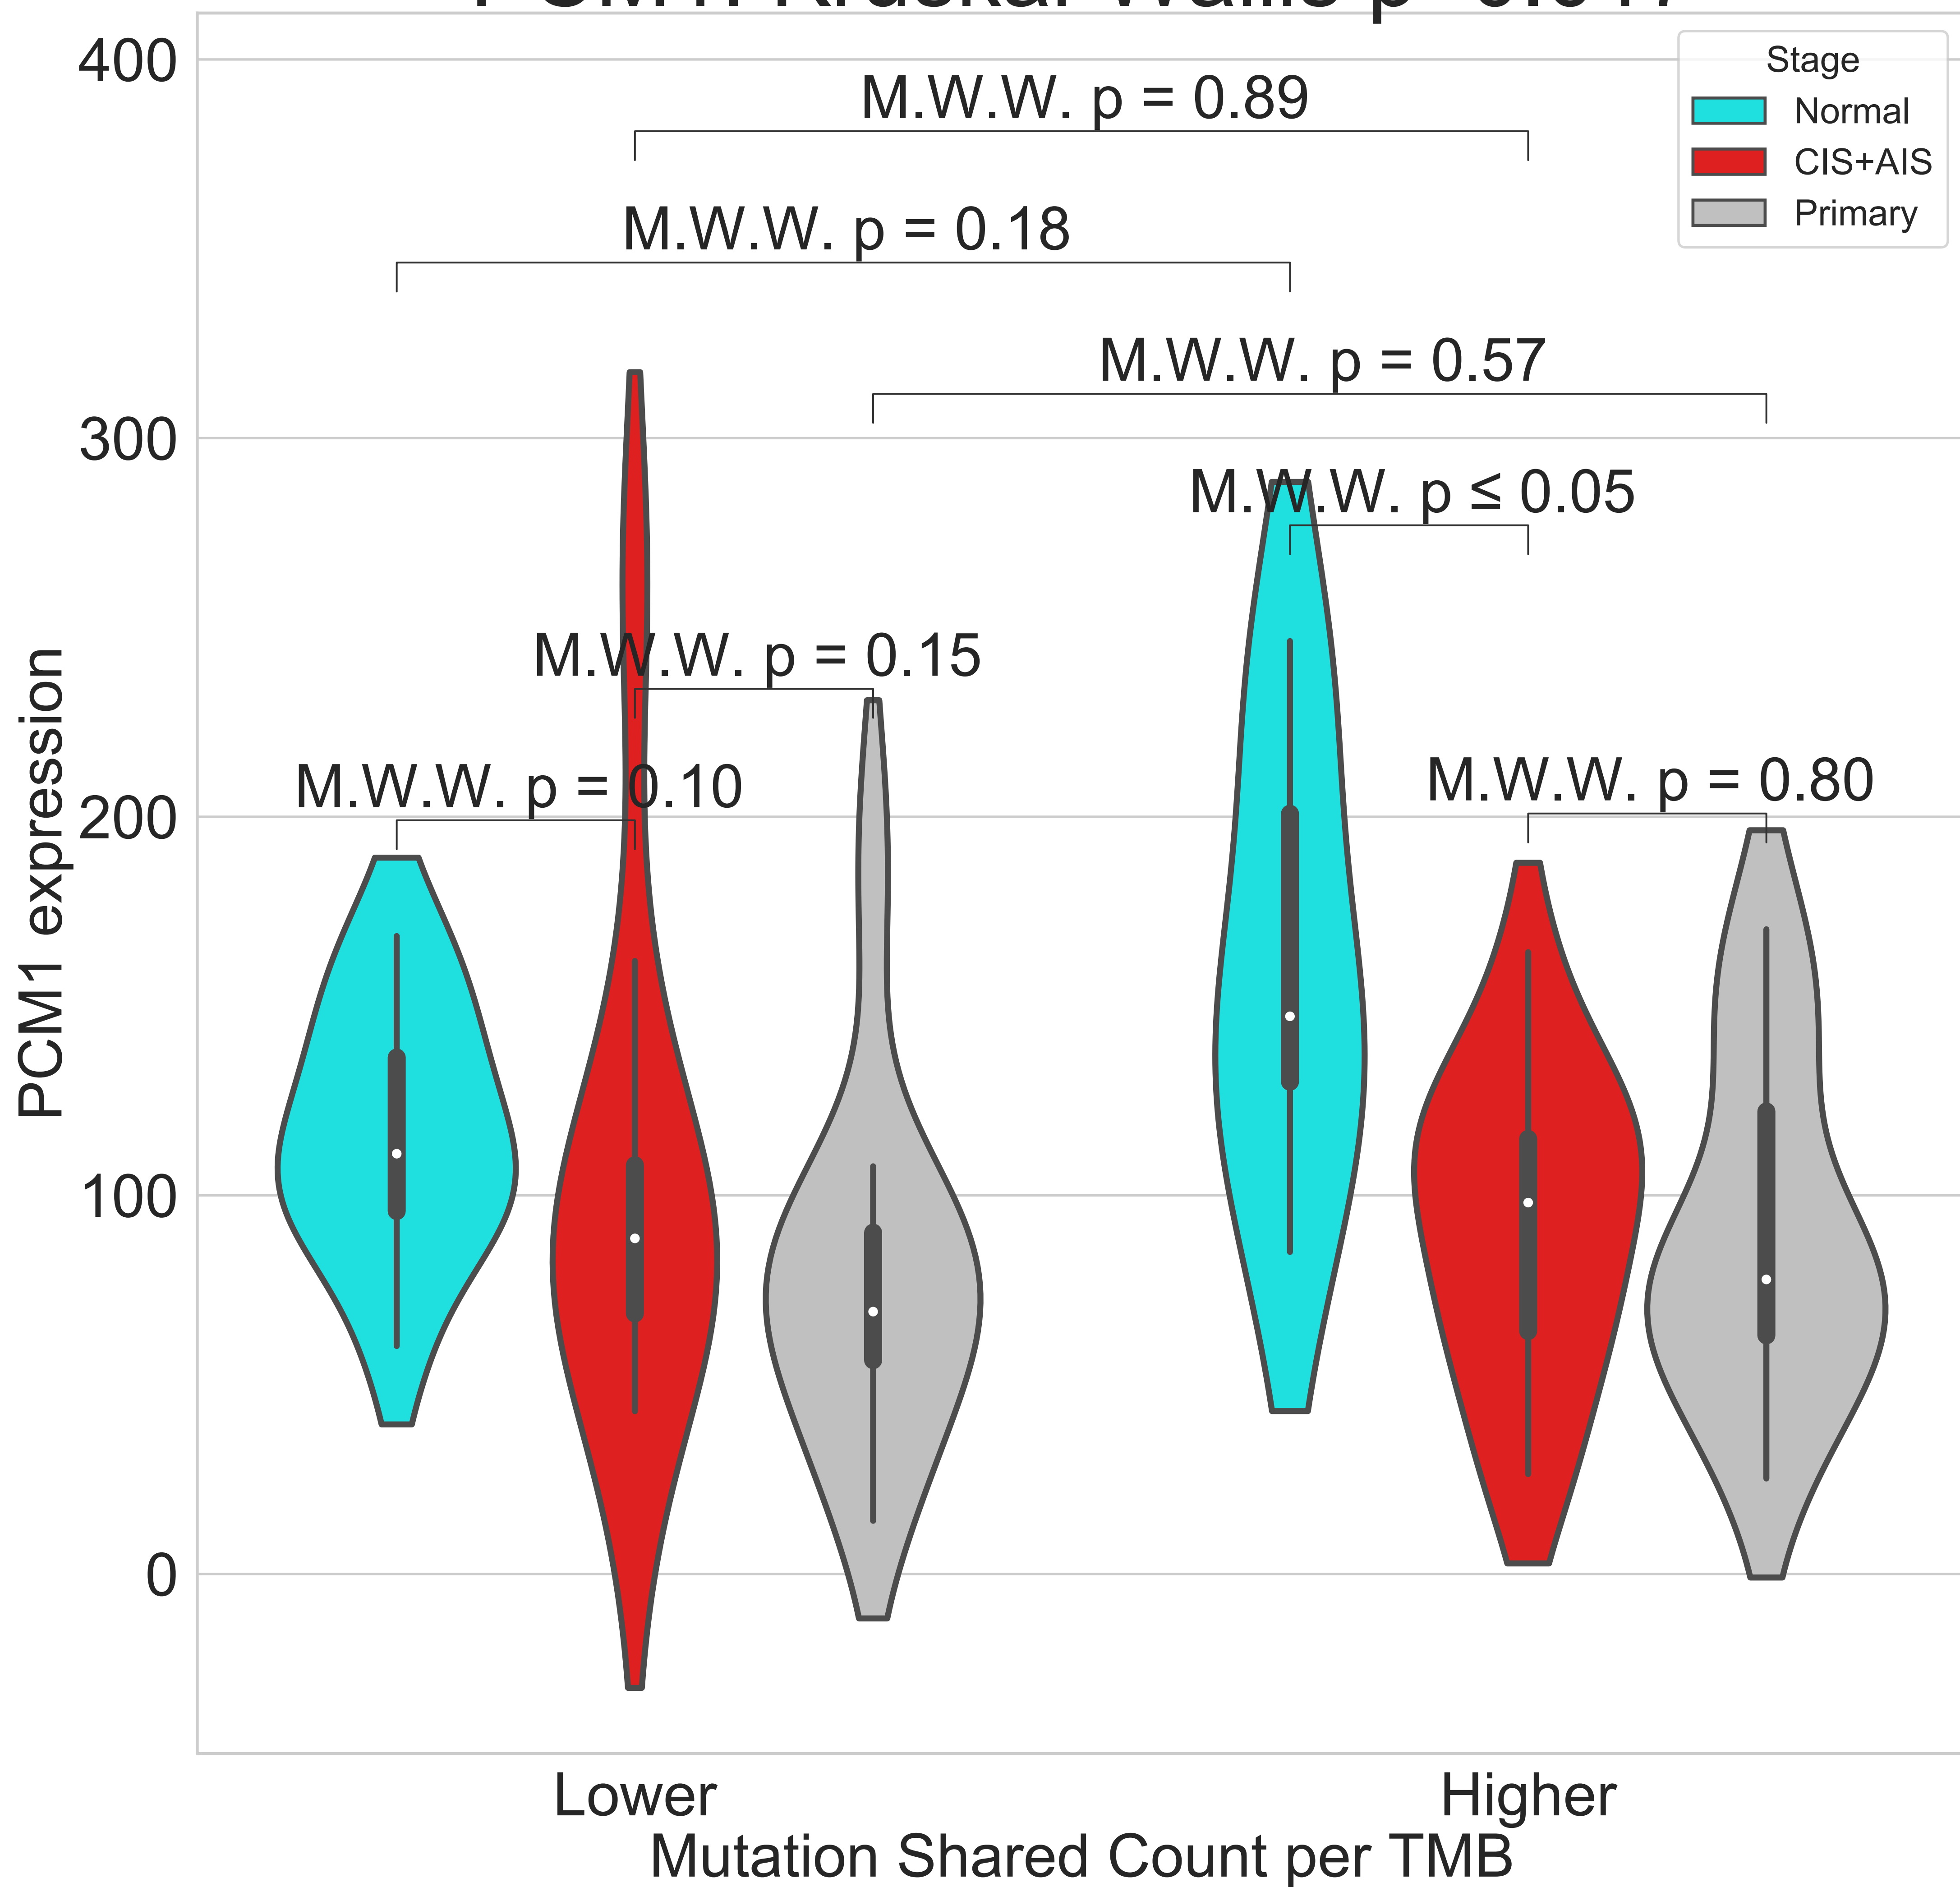 400
300
200
100
0
PCM1 expression
Stage
Normal
CIS+AIS
Primary
M.W.W. p = 0.89
M.W.W. p = 0.18
M.W.W. p = 0.57
M.W.W. p ≤ 0.05
M.W.W. p = 0.15
M.W.W. p = 0.10
M.W.W. p = 0.80
Lower
Higher
Mutation Shared Count per TMB